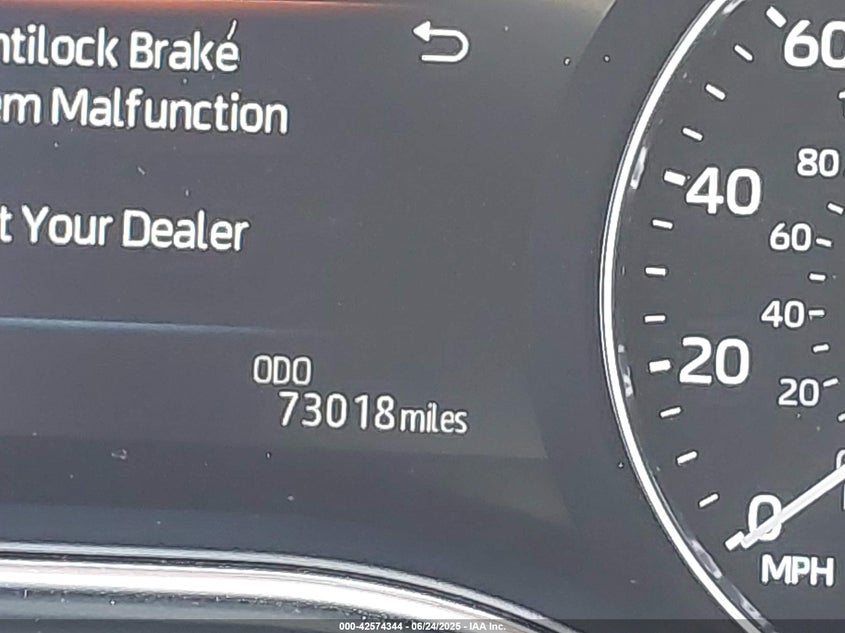 ntilock Brake
em Malfunction
t Your Dealer
ODO
73018 miles
60
80
40
60
40
20
20
0
MPH
000-42574344 - 06/24/2025 - IAA Inc.